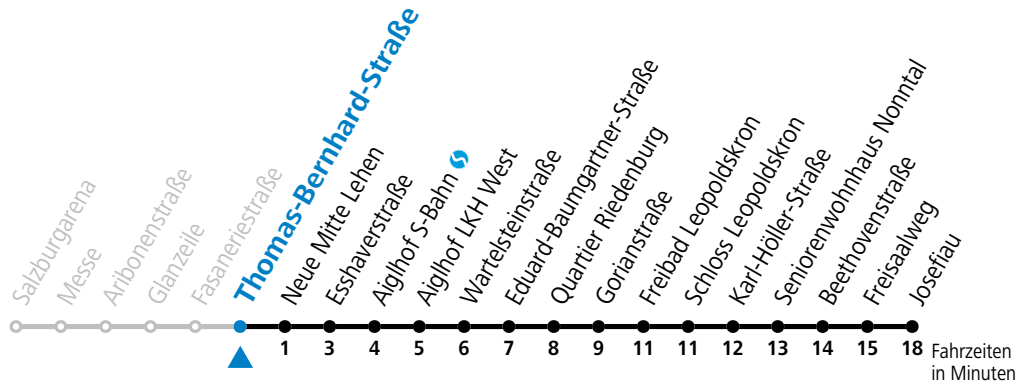 Salzburgarena
Messe
Aribonenstraße
Glanzeile
Fasaneriestraße
Thomas-Bernhard-Straße
Neue Mitte Lehen
Esshaverstraße
Aiglhof S-Bahn
Aiglhof LKH West
Wartelsteinstraße
Eduard-Baumgartner-Straße
Quartier Riedenburg
Gorianstraße
Freibad Leopoldskron
Schloss Leopoldskron
Karl-Höller-Straße
Seniorenwohnhaus Nonntal
Beethovenstraße
Freisaalweg
Josefiau
1 3 4 5 6 7 8 9 11 11 12 13 14 15 18
Fahrzeiten
in Minuten